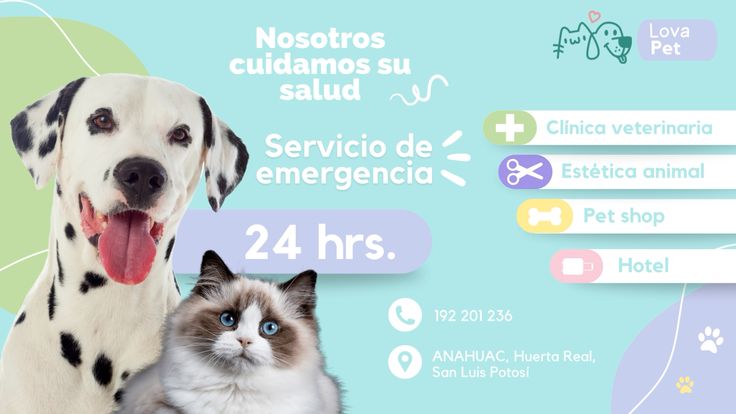 Nosotros
cuidamos su
salud
Lova
Pet
Servicio de
emergencia
24 hrs.
Clínica veterinaria
Estética animal
Pet shop
Hotel
192 201 236
ANAHUAC, Huerta Real,
San Luis Potosí